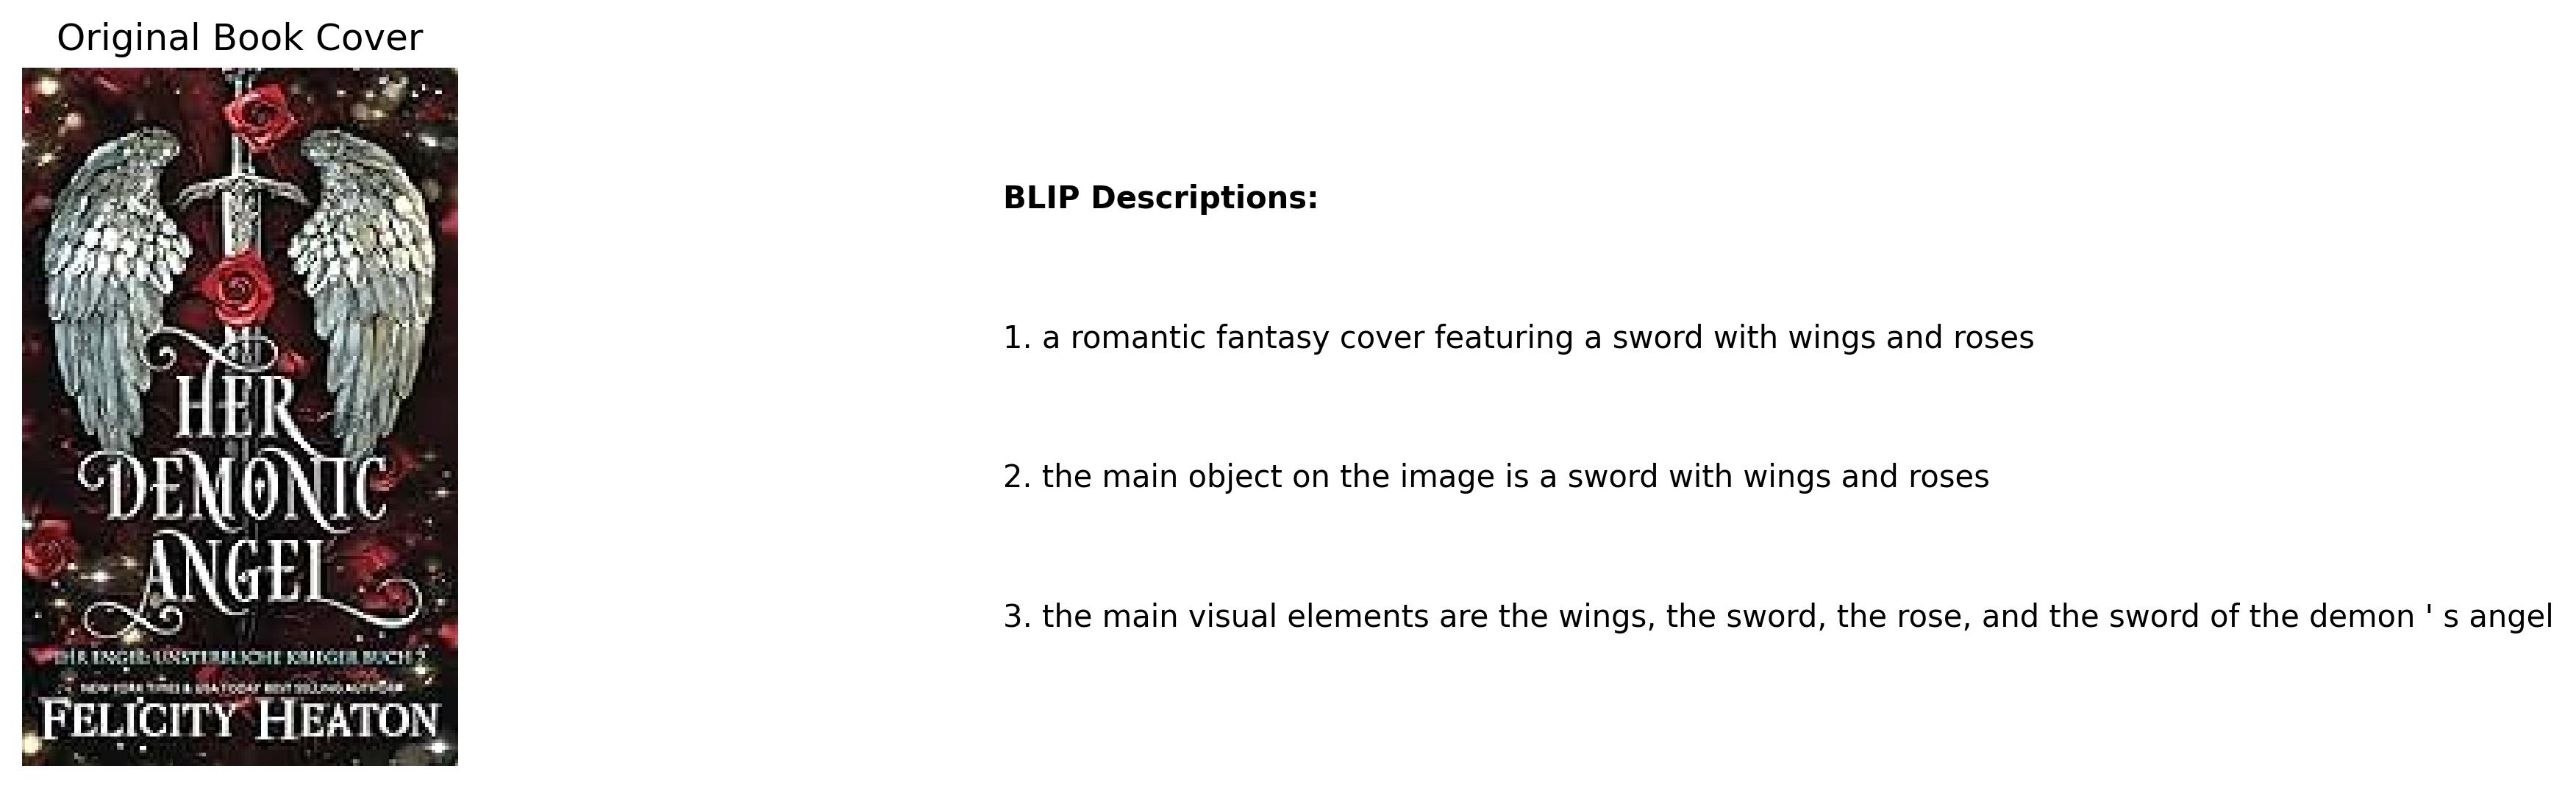 Original Book Cover
HER
DEMONIC
ANGEL
IHR ENGEL: UNSTERBLICHE KRIEGER BUCH
NEW YORK TIMES & USA TODAY BEST SELLING AUTHOR
FELICITY HEATON
BLIP Descriptions:
1. a romantic fantasy cover featuring a sword with wings and roses
2. the main object on the image is a sword with wings and roses
3. the main visual elements are the wings, the sword, the rose, and the sword of the demon ' s angel